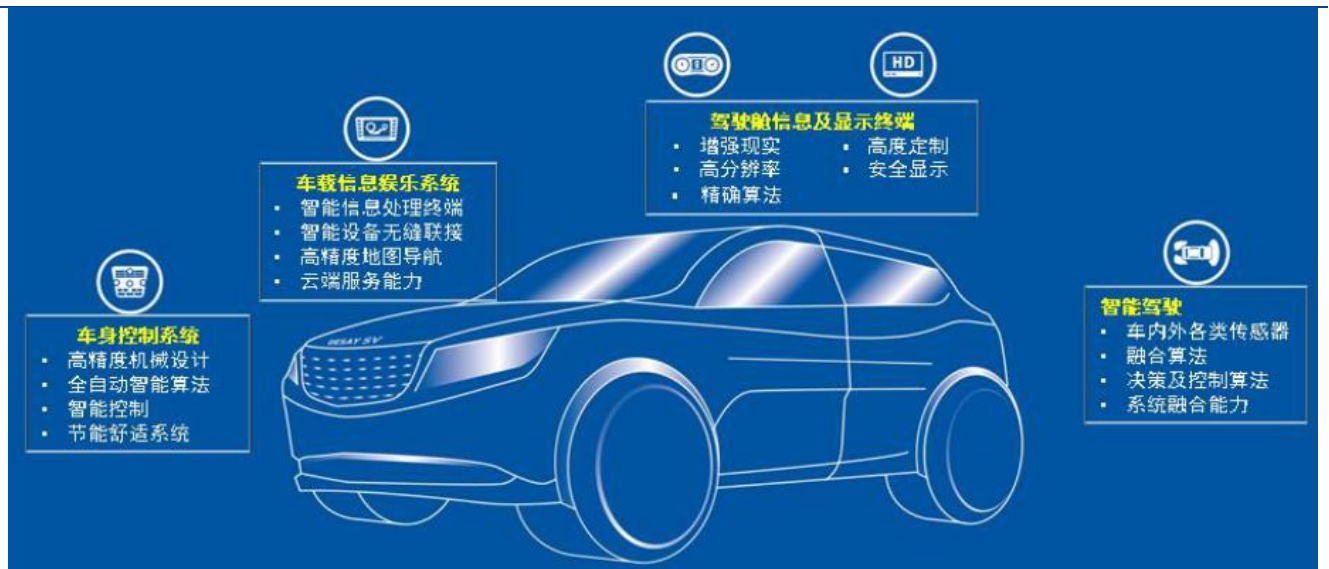 HD
驾驶舱信息及显示终端
增强现实
高度定制
高分辨率
安全显示
精确算法
车载信息娱乐系统
智能信息处理终端
智能设备无缝联接
高精度地图导航
云端服务能力
车身控制系统
高精度机械设计
全自动智能算法
智能控制
节能舒适系统
智能驾驶
车内外各类传感器
融合算法
决策及控制算法
系统融合能力
DESAY SV